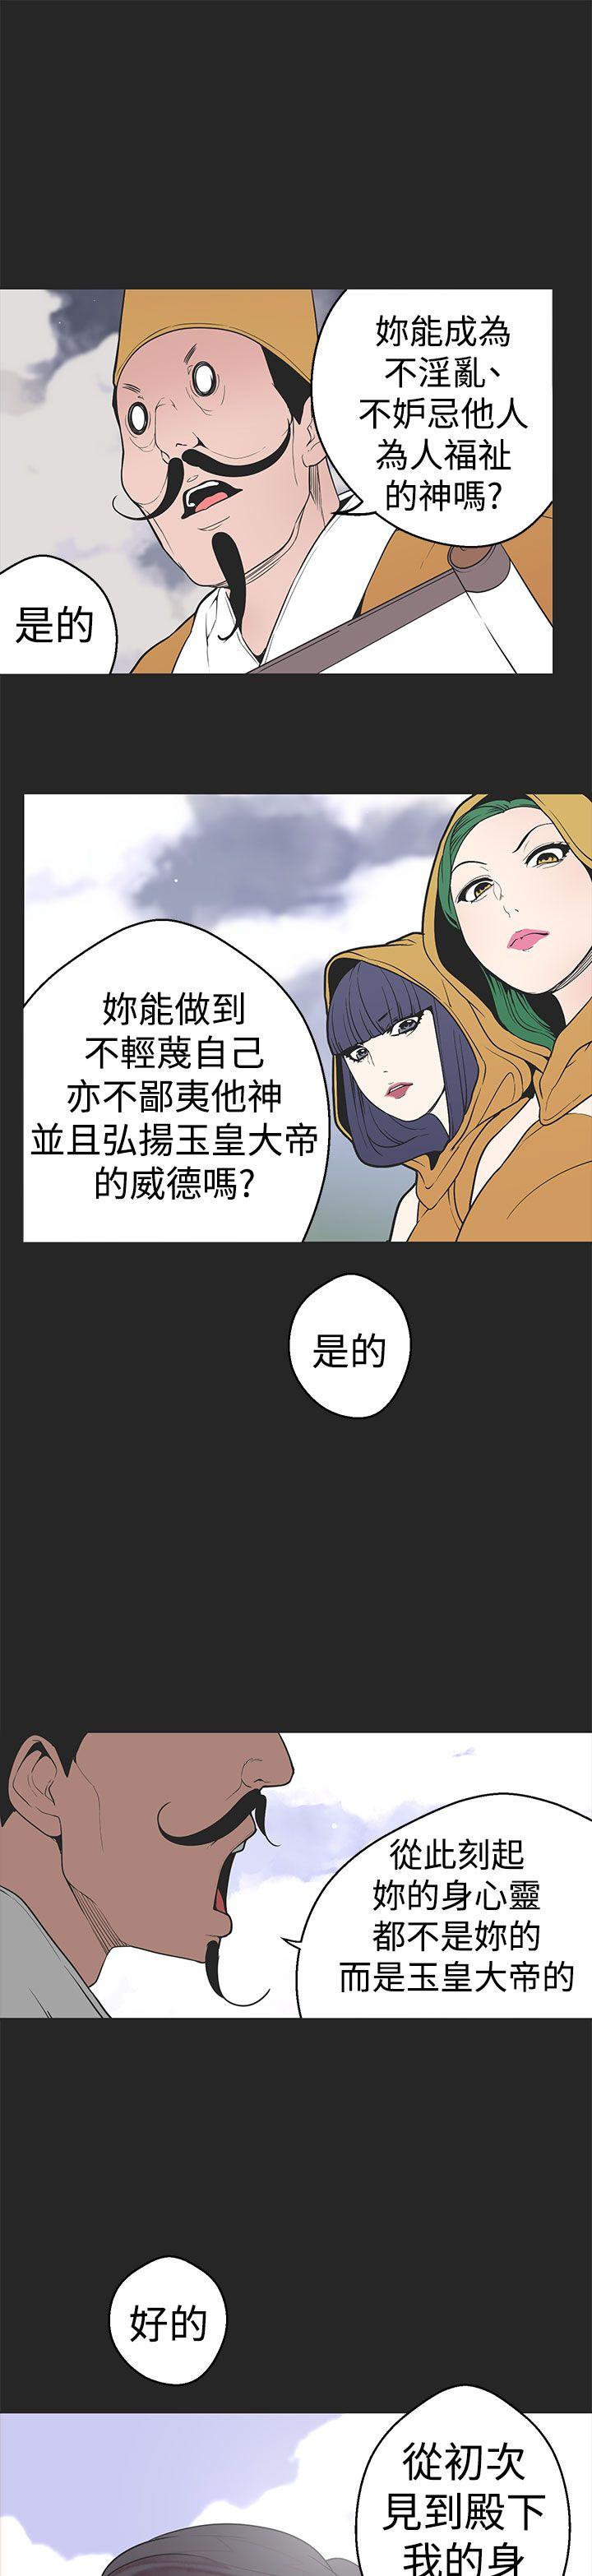 妳能成為
不淫亂、
不妒忌他人
為人福祉
的神嗎?
是的
妳能做到
不輕蔑自己
亦不鄙夷他神
並且弘揚玉皇大帝
的威德嗎?
是的
從此刻起
妳的身心靈
都不是妳的
而是玉皇大帝的
好的
從初次
見到殿下
我的身